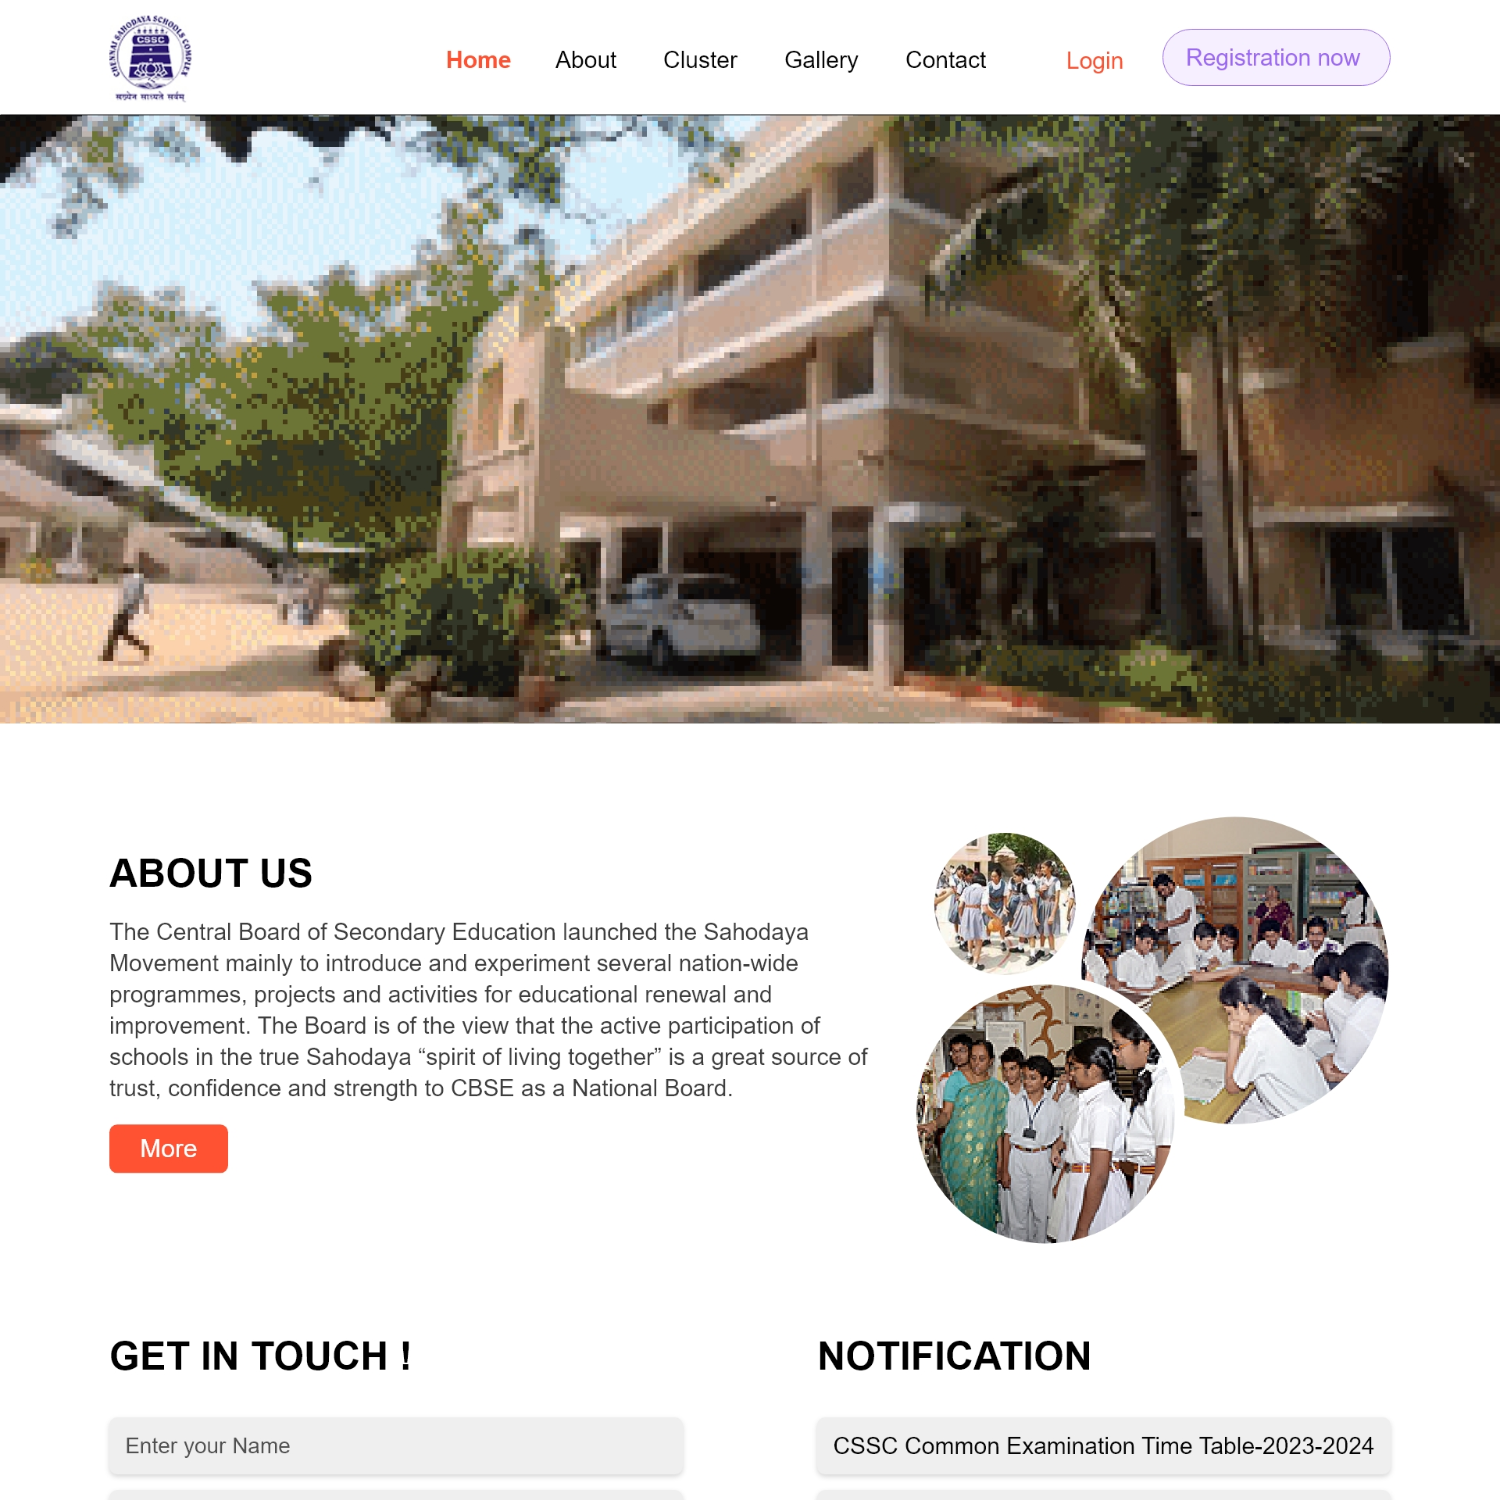 CHENNAI SAHODAYA SCHOOLS COMPLEX
CSSC
Home
About
Cluster
Gallery
Contact
Login
Registration now
ABOUT US
The Central Board of Secondary Education launched the Sahodaya
Movement mainly to introduce and experiment several nation-wide
programmes, projects and activities for educational renewal and
improvement. The Board is of the view that the active participation of
schools in the true Sahodaya “spirit of living together” is a great source of
trust, confidence and strength to CBSE as a National Board.
More
GET IN TOUCH !
Enter your Name
NOTIFICATION
CSSC Common Examination Time Table-2023-2024